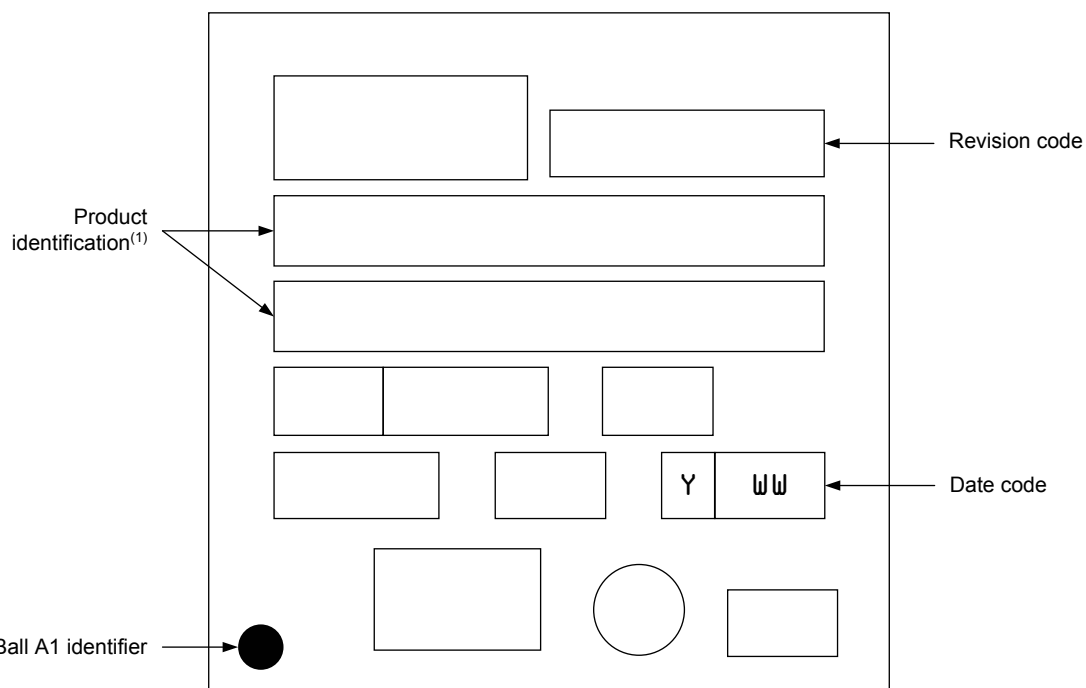 Revision code
Product
identification(1)
Y WW
Date code
Ball A1 identifier